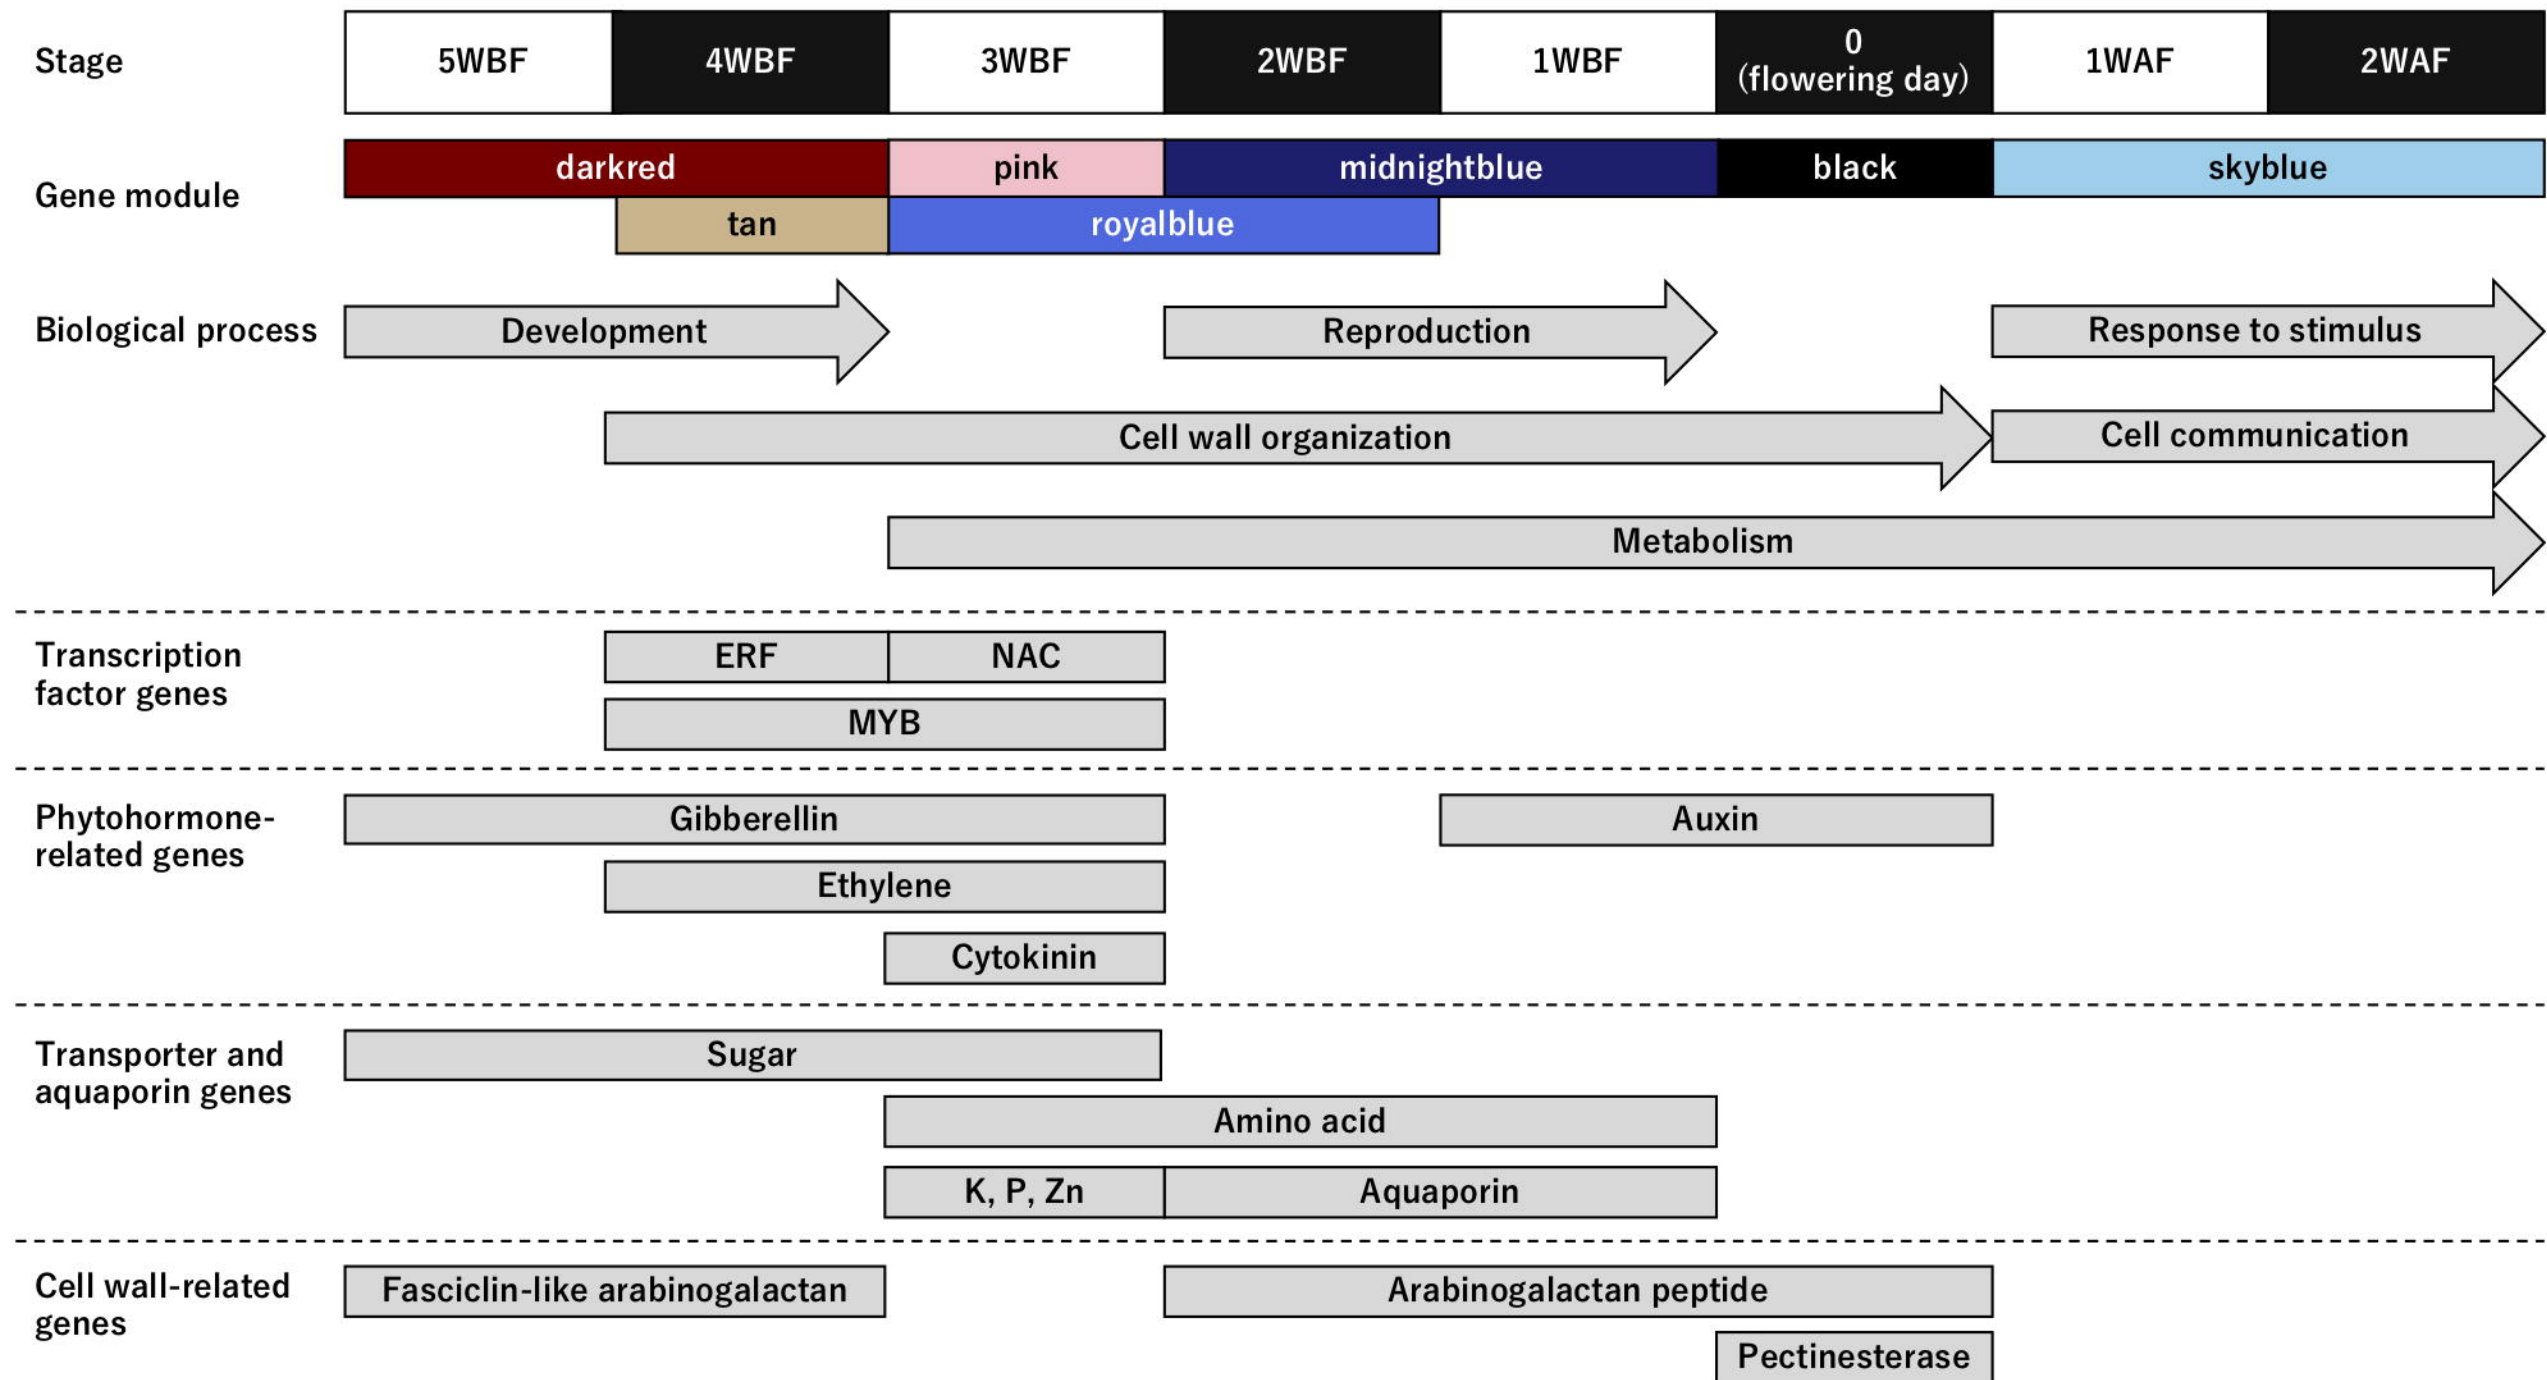 Stage
5WBF
4WBF
3WBF
2WBF
1WBF
0
(flowering day)
1WAF
2WAF
Gene module
darkred
pink
midnightblue
black
skyblue
tan
royalblue
Biological process
Development
Reproduction
Response to stimulus
Cell wall organization
Cell communication
Metabolism
Transcription
factor genes
ERF
NAC
MYB
Phytohormone-
related genes
Gibberellin
Auxin
Ethylene
Cytokinin
Transporter and
aquaporin genes
Sugar
Amino acid
K, P, Zn
Aquaporin
Cell wall-related
genes
Fasciclin-like arabinogalactan
Arabinogalactan peptide
Pectinesterase